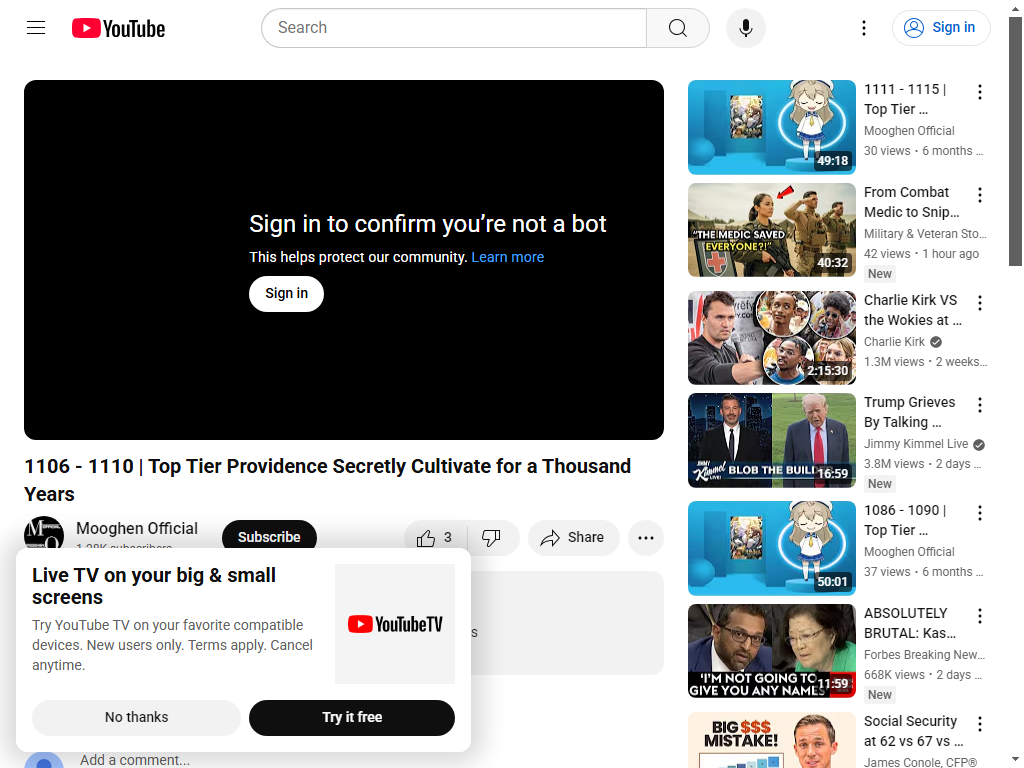 YouTube
Search
Sign in
Sign in to confirm you’re not a bot
This helps protect our community. Learn more
Sign in
1106 - 1110 | Top Tier Providence Secretly Cultivate for a Thousand
Years
Mooghen Official
1.28K subscribers
Subscribe
3
Share
s
Live TV on your big & small
screens
Try YouTube TV on your favorite compatible
devices. New users only. Terms apply. Cancel
anytime.
YouTubeTV
No thanks
Try it free
Add a comment...
49:18
1111 - 1115 |
Top Tier ...
Mooghen Official
30 views • 6 months ...
"THE MEDIC SAVED
EVERYONE?!"
40:32
From Combat
Medic to Snip...
Military & Veteran Sto...
42 views • 1 hour ago
New
2:15:30
Charlie Kirk VS
the Wokies at ...
Charlie Kirk
1.3M views • 2 weeks...
JIMMY
KIMMEL
LIVE!
BLOB THE BUILD
16:59
Trump Grieves
By Talking ...
Jimmy Kimmel Live
3.8M views • 2 days ...
New
50:01
1086 - 1090 |
Top Tier ...
Mooghen Official
37 views • 6 months ...
'I'M NOT GOING TO
GIVE YOU ANY NAMES'
11:59
ABSOLUTELY
BRUTAL: Kas...
Forbes Breaking New...
668K views • 2 days ...
New
BIG $$$
MISTAKE!
Social Security
at 62 vs 67 vs ...
James Conole, CFP®